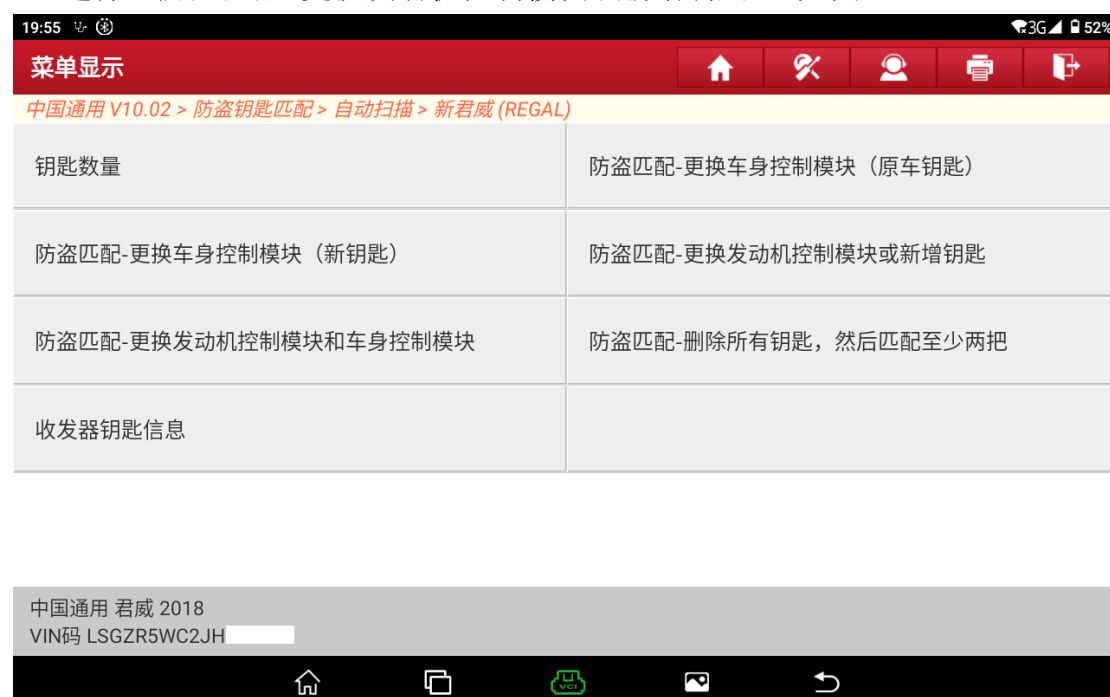 19:55
3G 52%
菜单显示
中国通用 V10.02 > 防盗钥匙匹配 > 自动扫描 > 新君威 (REGAL)
钥匙数量
防盗匹配-更换车身控制模块（原车钥匙）
防盗匹配-更换车身控制模块（新钥匙）
防盗匹配-更换发动机控制模块或新增钥匙
防盗匹配-更换发动机控制模块和车身控制模块
防盗匹配-删除所有钥匙，然后匹配至少两把
收发器钥匙信息
中国通用 君威 2018
VIN码 LSGZR5WC2JH
VCI